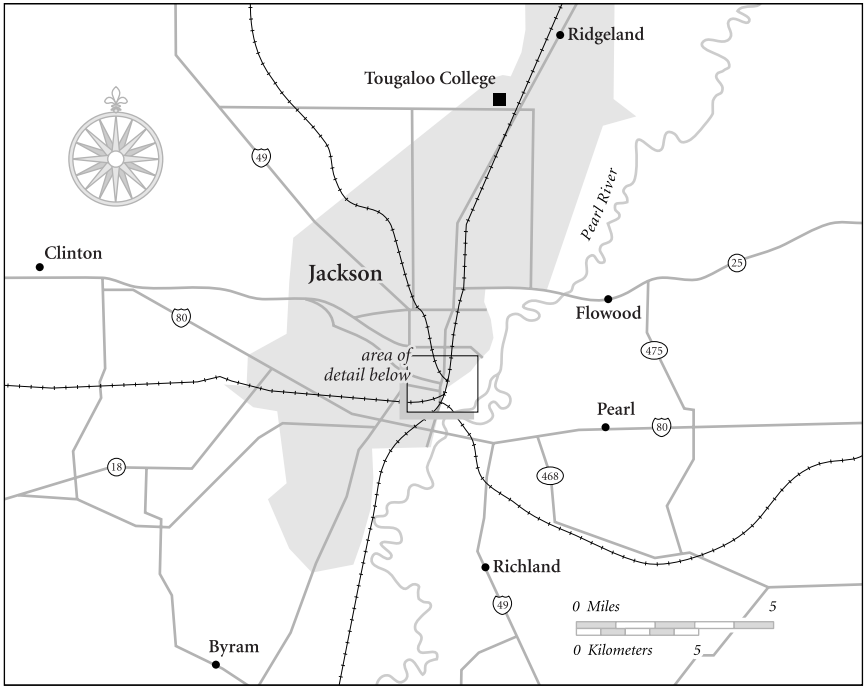 Ridgeland
Tougaloo College
49
Pearl River
Clinton
Jackson
25
Flowood
80
area of
detail below
475
Pearl
80
18
468
Richland
49
0 Miles 5
0 Kilometers 5
Byram